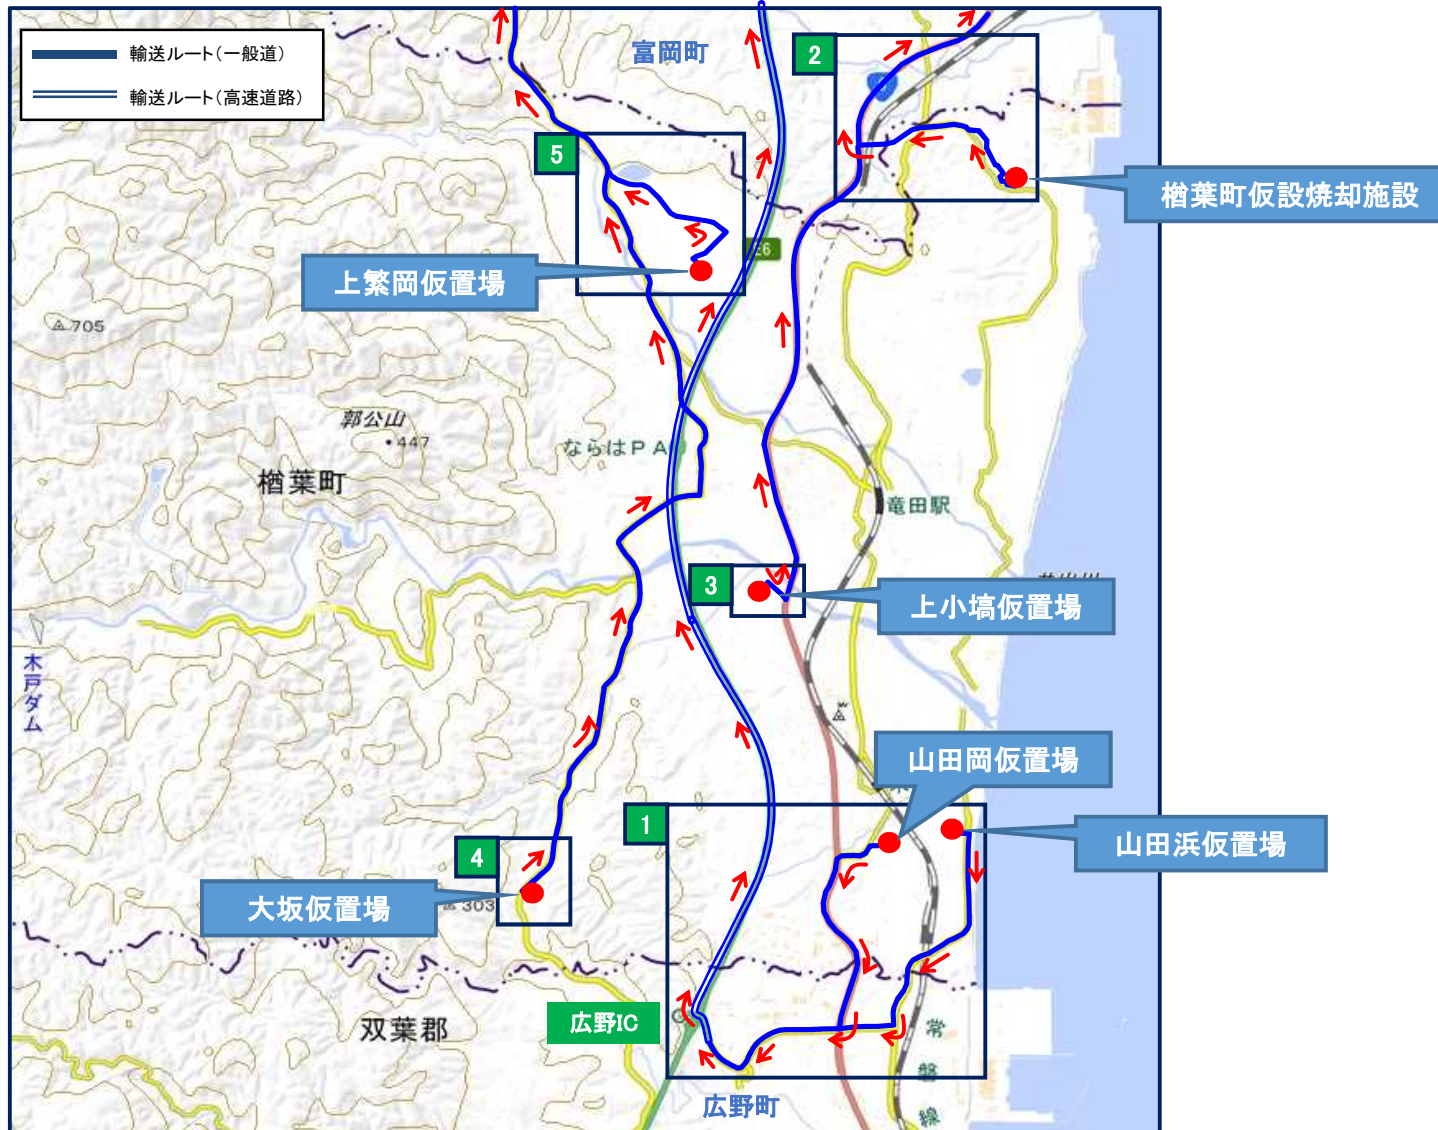 輸送ルート（一般道）
輸送ルート（高速道路）
富岡町
2
5
楢葉町仮設焼却施設
上繁岡仮置場
705
郭公山
447
ならはＰＡ
楢葉町
竜田駅
3
上小塙仮置場
木戸ダム
山田岡仮置場
1
山田浜仮置場
4
大坂仮置場
303
広野IC
双葉郡
常磐線
広野町